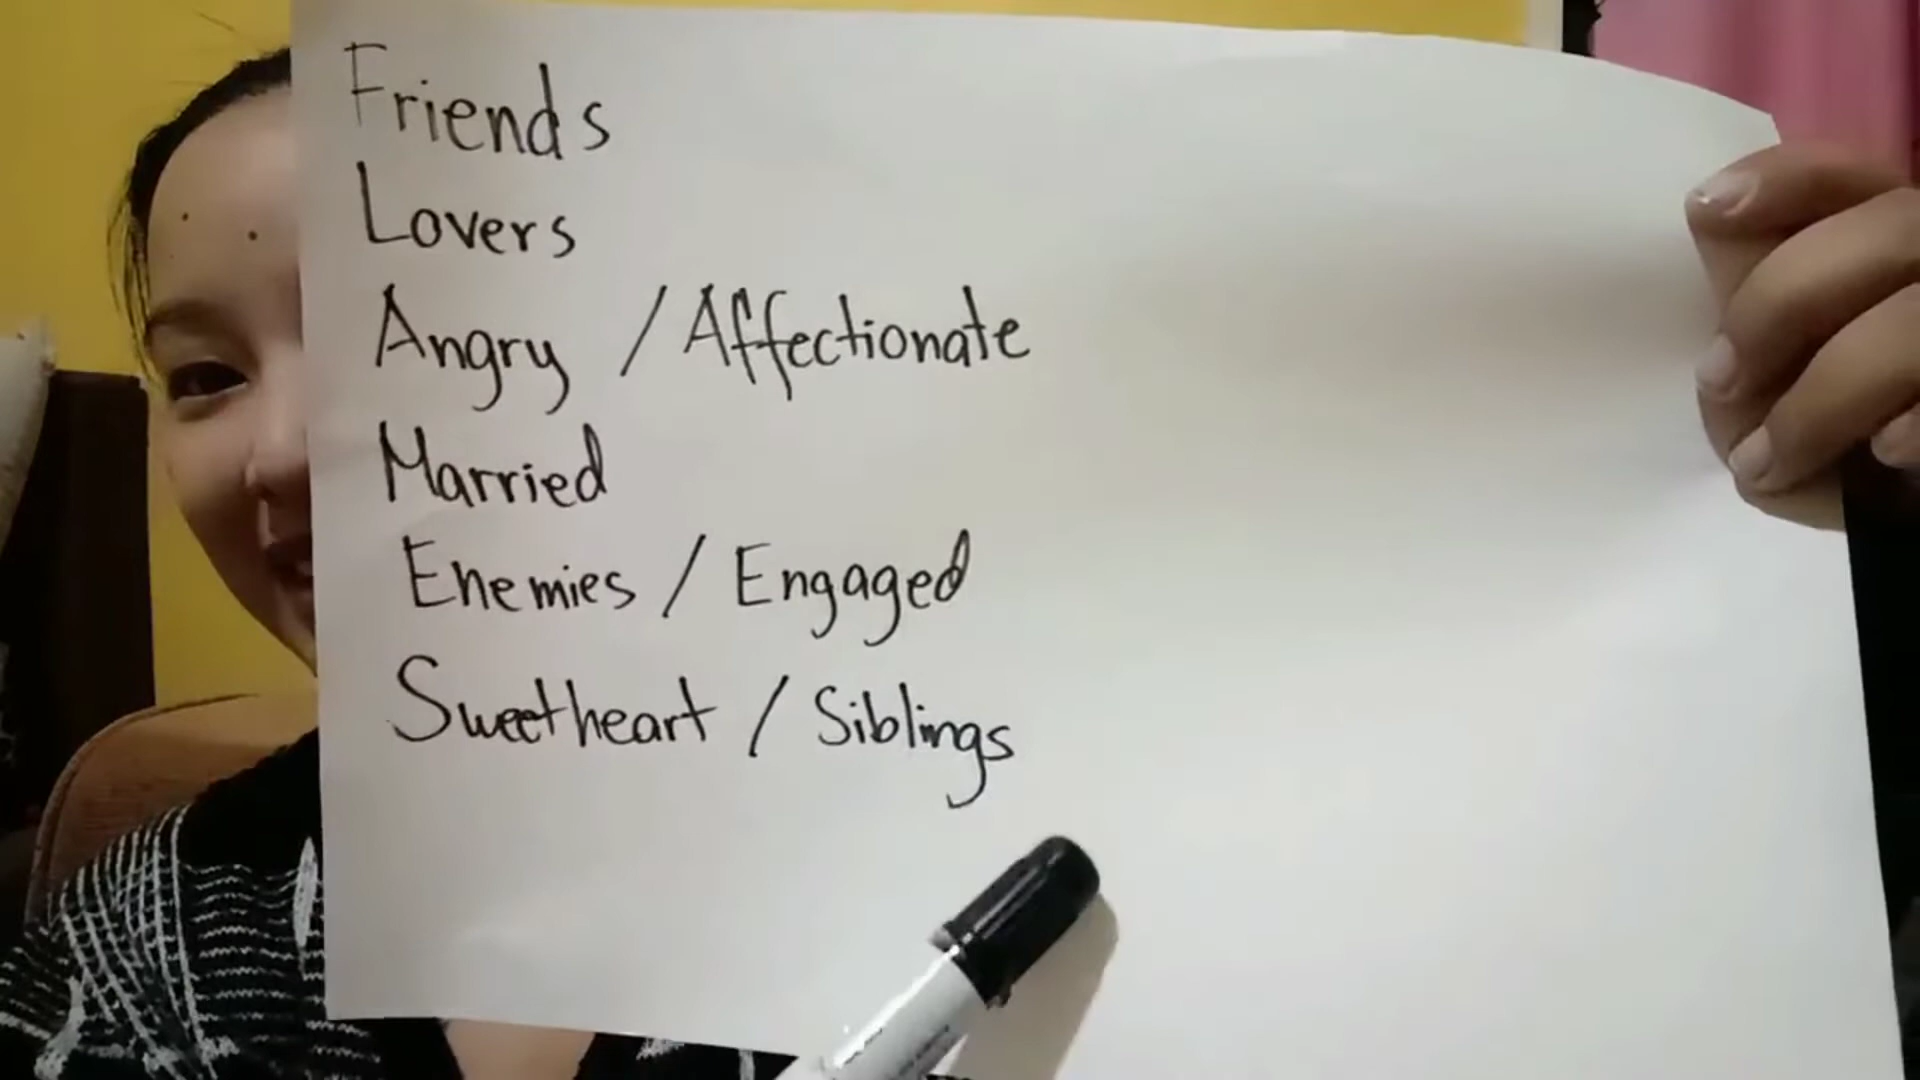 Friends
Lovers
Angry / Affectionate
Married
Enemies / Engaged
Sweetheart / Siblings